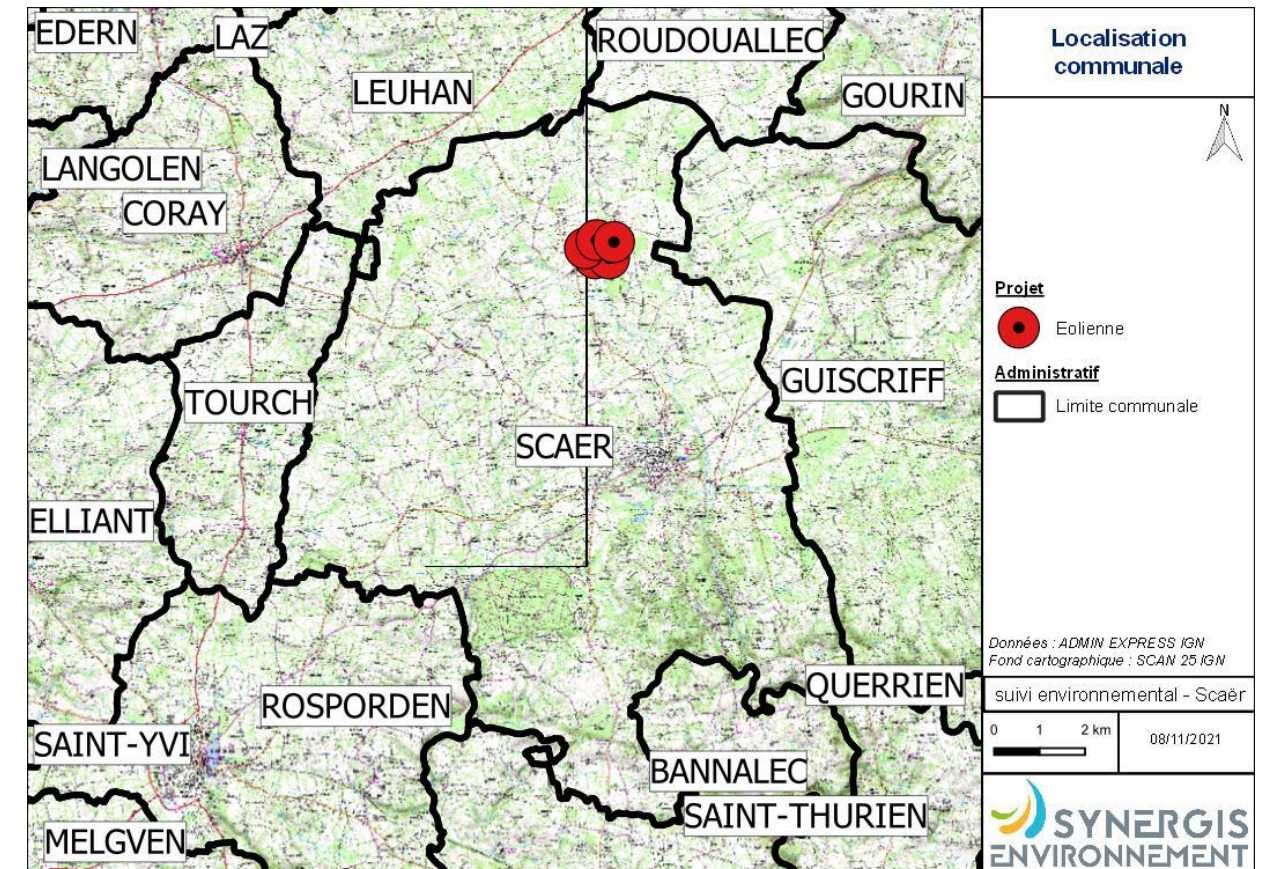 EDERN
LAZ
ROUDOUALLEC
LEUHAN
GOURIN
LANGOLEN
CORAY
TOURCH
GUISCRIFF
SCAER
ELLIANT
QUERRIEN
ROSPORDEN
SAINT-YVI
BANNALEC
SAINT-THURIEN
MELGVEN
Localisation
communale
N
Projet
Eolienne
Administratif
Limite communale
Données : ADMIN EXPRESS IGN
Fond cartographique : SCAN 25 IGN
suivi environnemental - Scaër
0 1 2 km
08/11/2021
SYNERGIS
ENVIRONNEMENT